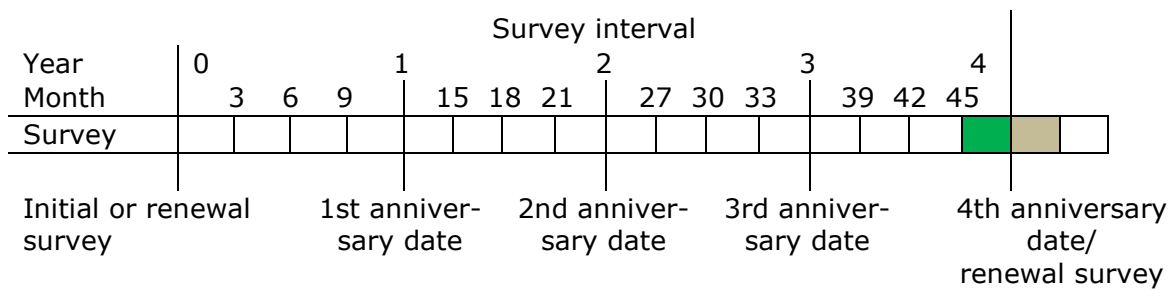 Survey interval
Year 0 1 2 3 4
Month 3 6 9 15 18 21 27 30 33 39 42 45
Survey
Initial or renewal survey
1st anniver-
sary date
2nd anniver-
sary date
3rd anniver-
sary date
4th anniversary
date/
renewal survey